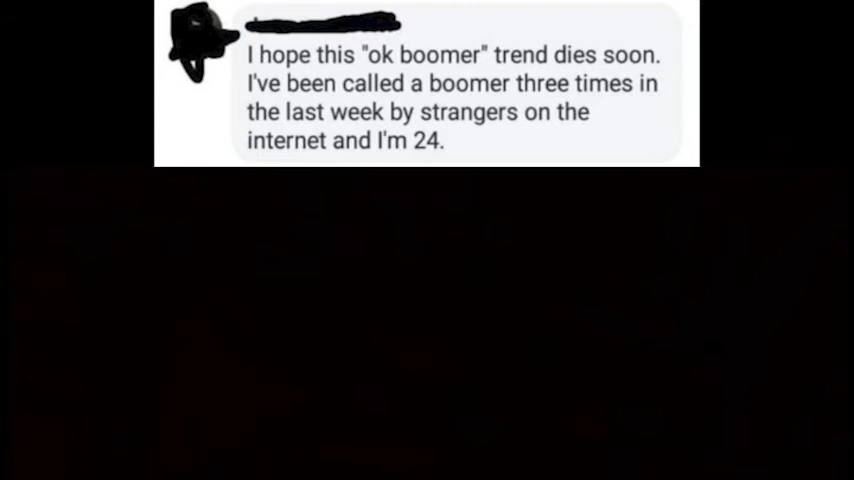 I hope this "ok boomer" trend dies soon.
I've been called a boomer three times in
the last week by strangers on the
internet and I'm 24.